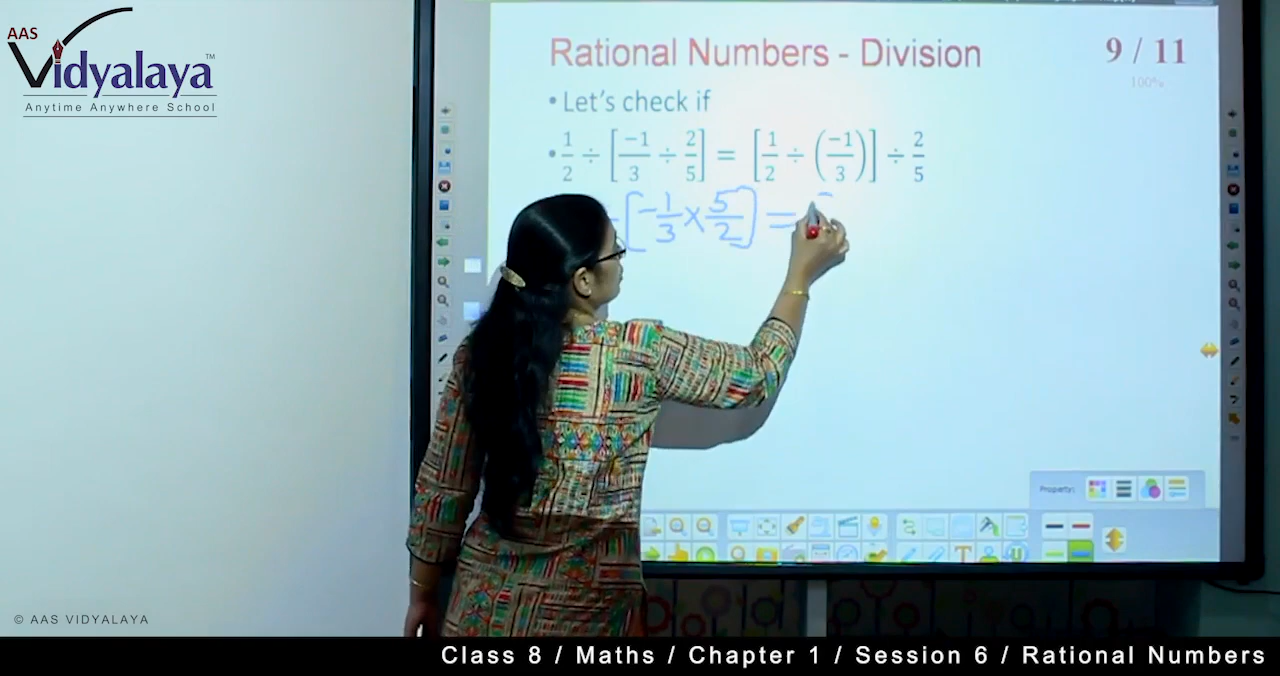 AAS
Vidyalaya™
Anytime Anywhere School
Rational Numbers - Division
9 / 11
100%
• Let's check if
• 1/2 ÷ [-1/3 ÷ 2/5] = [1/2 ÷ (-1/3)] ÷ 2/5
[-1/3 × 5/2] =
Property:
T
U
© AAS VIDYALAYA
Class 8 / Maths / Chapter 1 / Session 6 / Rational Numbers